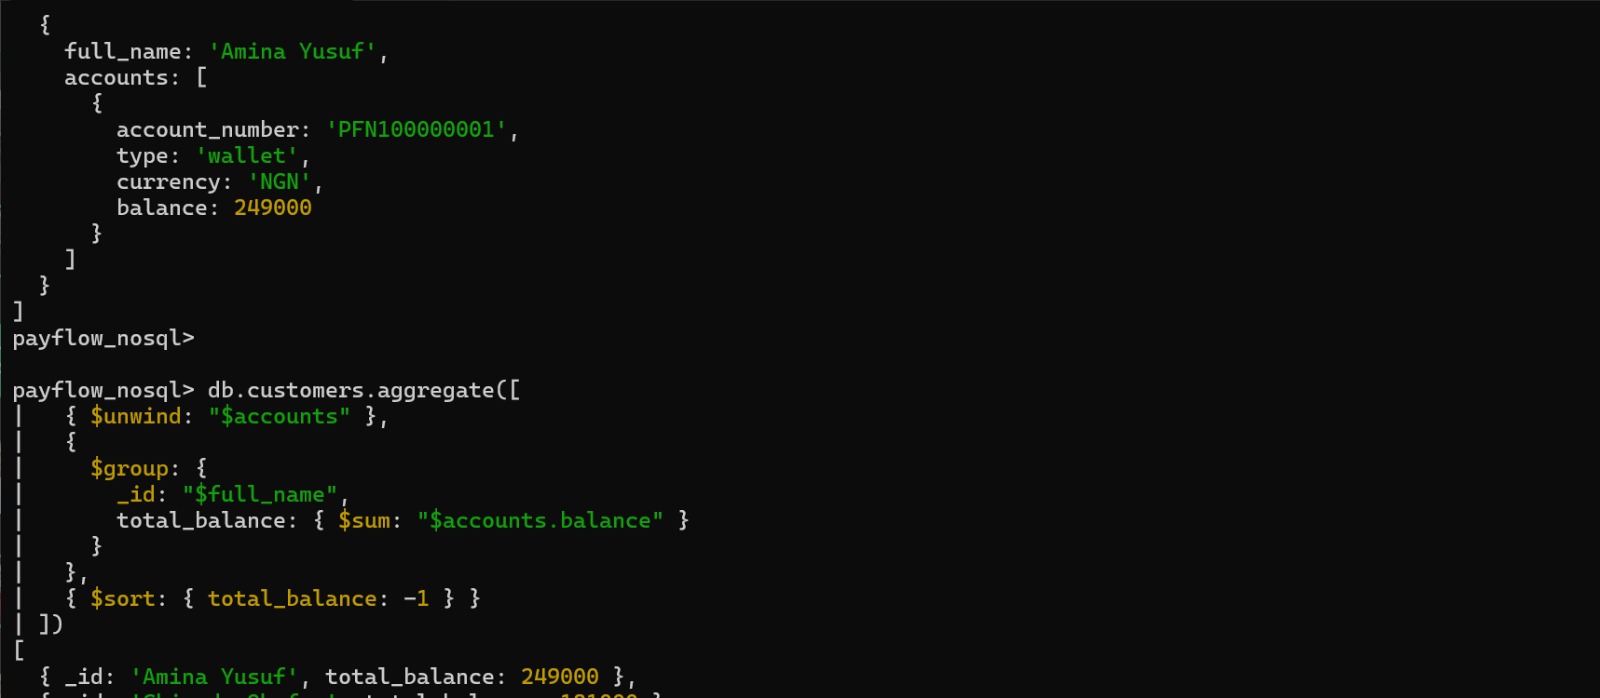 {
full_name: 'Amina Yusuf',
accounts: [
{
account_number: 'PFN100000001',
type: 'wallet',
currency: 'NGN',
balance: 249000
}
]
}
]
payflow_nosql>
payflow_nosql> db.customers.aggregate([
|   { $unwind: "$accounts" },
|   {
|     $group: {
|       _id: "$full_name",
|       total_balance: { $sum: "$accounts.balance" }
|     }
|   },
|   { $sort: { total_balance: -1 } }
| ])
[
{ _id: 'Amina Yusuf', total_balance: 249000 },